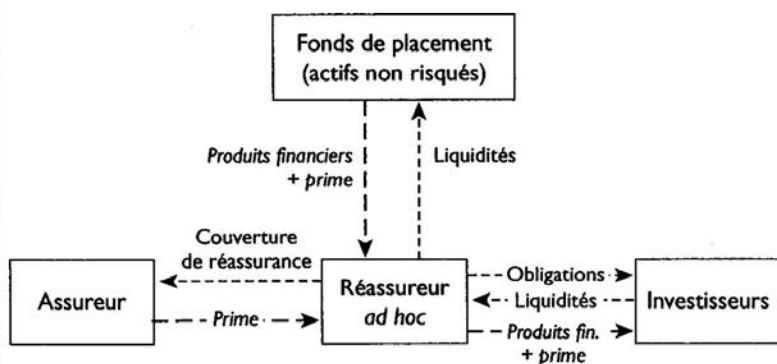 Fonds de placement
(actifs non risqués)
Produits financiers
+ prime
Liquidités
Couverture
de réassurance
Assureur
Prime
Réassureur
ad hoc
Obligations
Liquidités
Produits fin.
+ prime
Investisseurs